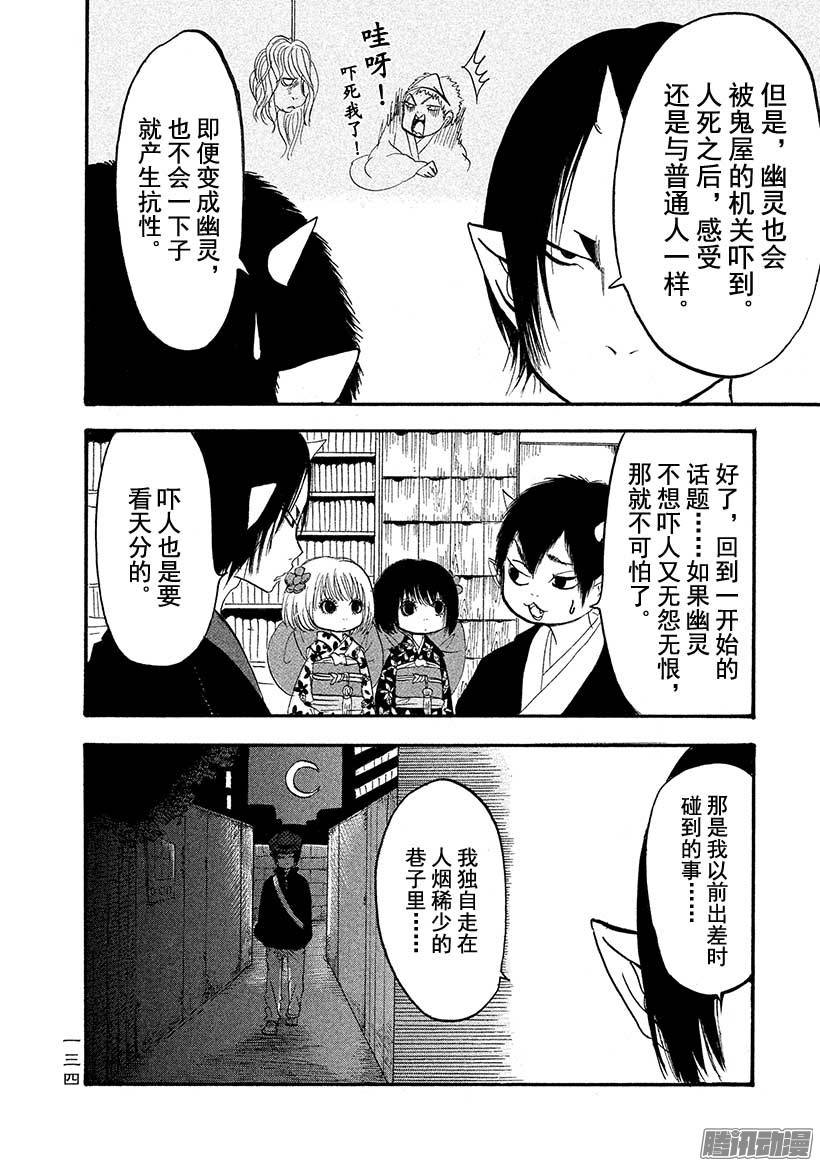 但是，幽灵也会
被鬼屋的机关吓到。
人死之后，感受
还是与普通人一样。
哇呀！
吓死我了！
即便变成幽灵，
也不会一下子
就产生抗性。
好了，回到一开始的
话题……如果幽灵
不想吓人又无怨无恨，
那就不可怕了。
吓人也是要
看天分的。
那是我以前出差时
碰到的事……
我独自走在
人烟稀少的
巷子里……
一三四
腾讯动漫